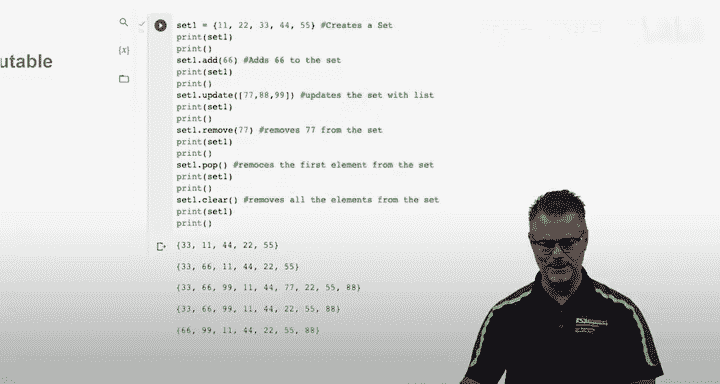 utable
{x}
set1 = {11, 22, 33, 44, 55} #Creates a Set
print(set1)
print()
set1.add(66) #Adds 66 to the set
print(set1)
print()
set1.update([77,88,99]) #updates the set with list
print(set1)
print()
set1.remove(77) #removes 77 from the set
print(set1)
print()
set1.pop() #remoces the first element from the set
print(set1)
print()
set1.clear() #removes all the elements from the set
print(set1)
print()
{33, 11, 44, 22, 55}
{33, 66, 11, 44, 22, 55}
{33, 66, 99, 11, 44, 77, 22, 55, 88}
{33, 66, 99, 11, 44, 22, 55, 88}
{66, 99, 11, 44, 22, 55, 88}